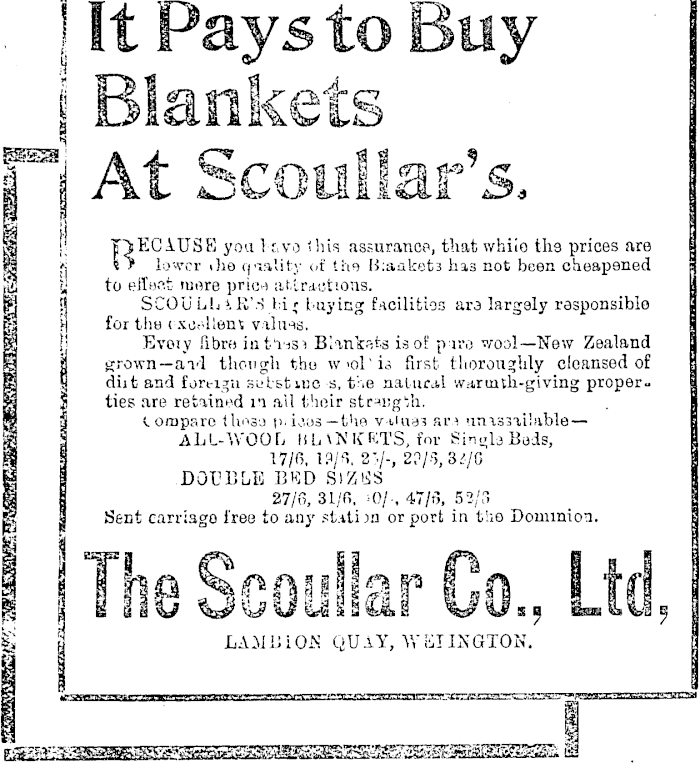 It Pays to Buy
Blankets
At Scoullar's.
BECAUSE you have this assurance, that while the prices are
lower the quality of the Blankets has not been cheapened
to effect mere price attractions.
SCOULLAR'S big buying facilities are largely responsible
for the excellent values.
Every fibre in these Blankets is of pure wool—New Zealand
grown—and though the wool is first thoroughly cleansed of
dirt and foreign substances, the natural warmth-giving proper-
ties are retained in all their strength.
Compare these prices—the values are unassailable—
ALL-WOOL BLANKETS, for Single Beds,
17/6, 19/6, 29/6, 32/6
DOUBLE BED SIZES
27/6, 31/6, 47/6, 52/6
Sent carriage free to any station or port in the Dominion.
The Scoullar Co., Ltd,
LAMBTON QUAY, WELLINGTON.